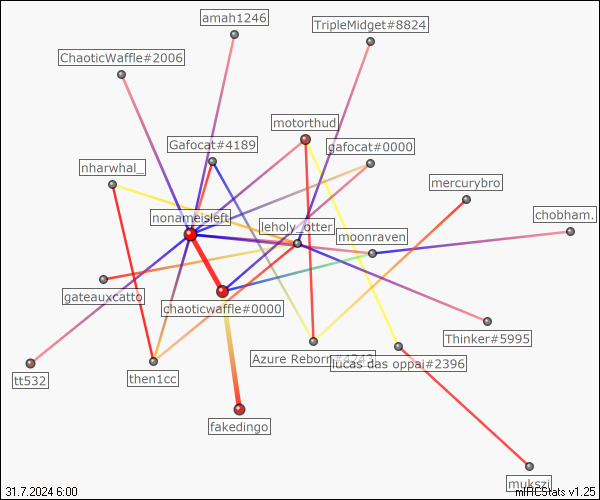 amah1246
TripleMidget#8824
ChaoticWaffle#2006
motorthud
Gafocat#4189
gafocat#0000
nharwhal_
mercurybro
nonameisleft
leholy_otter
chobham.
moonraven
gateauxcatto
chaoticwaffle#0000
Thinker#5995
Azure Reborn#4243
lucas das oppai#2396
tt532
then1cc
fakedingo
mukszi
31.7.2024 6:00
mIRCStats v1.25